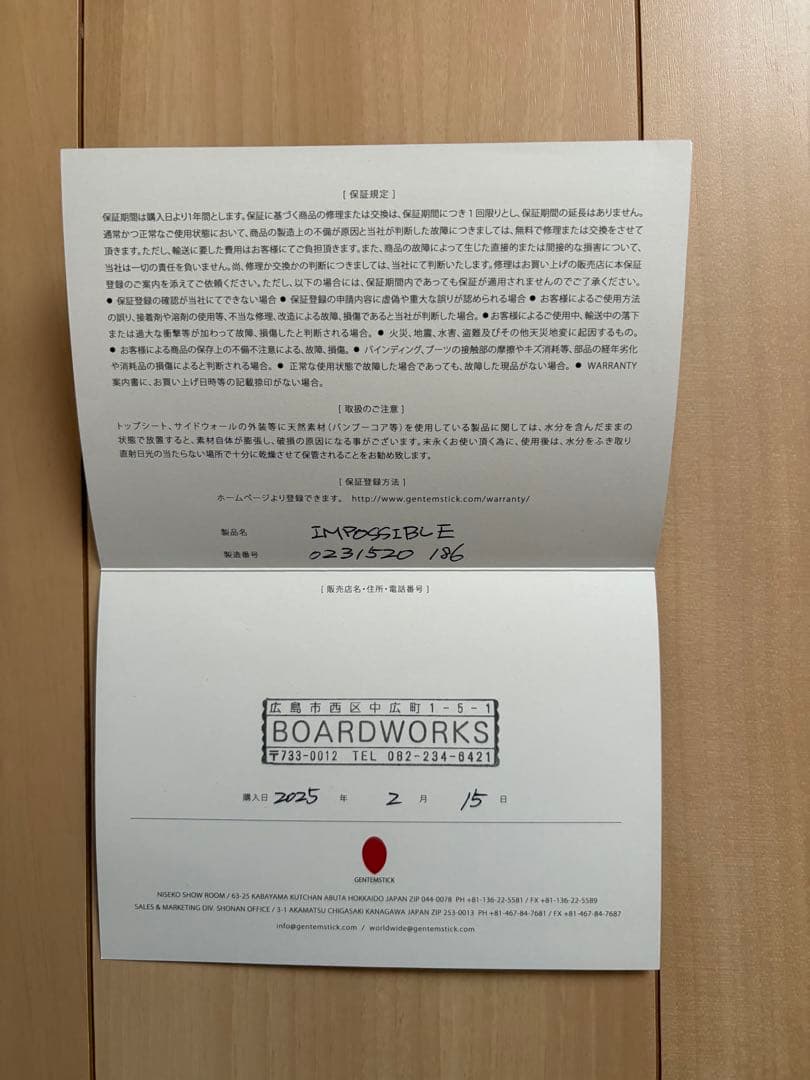 [ 保証規定 ]
保証期間は購入日より1年間とします。保証に基づく商品の修理または交換は、保証期間につき1回限りとし、保証期間の延長はありません。
通常かつ正常なご使用状態において、商品の製造上の不備が原因と当社が判断した故障につきましては、無料で修理または交換をさせて
頂きます。ただし、輸送に要した費用はお客様にてご負担頂きます。また、商品の故障によって生じた直接的または間接的な損害について、
当社は一切の責任を負いません。尚、修理か交換かの判断につきましては、当社にて判断いたします。修理はお買い上げの販売店に本保証
登録のご案内を添えてご依頼ください。ただし、以下の場合には、保証期間内であっても保証が適用されませんのでご了承ください。
● 保証登録の確認が当社にてできない場合 ● 保証登録の申請内容に虚偽や重大な誤りが認められる場合 ● お客様によるご使用方法
の誤り、接着剤や溶剤の使用等、不当な修理、改造による故障、損傷であると当社が判断した場合。 ●お客様によるご使用中、輸送中の落下
または過大な衝撃等が加わって故障、損傷したと判断される場合。 ● 火災、地震、水害、盗難及びその他天災地変に起因するもの。
● お客様による商品の保存上の不備不注意による、故障、損傷。 ● バインディング、ブーツの接触部の摩擦やキズ消耗等、部品の経年劣化
や消耗品の損傷によると判断される場合。 ● 正常な使用状態で故障した場合であっても、故障した現品がない場合。 ● WARRANTY
案内書に、お買い上げ日時等の記載捺印がない場合。
[ 取扱のご注意 ]
トップシート、サイドウォールの外装等に天然素材(バンブーコア等)を使用している製品に関しては、水分を含んだままの
状態で放置すると、素材自体が膨張し、破損の原因になる事がございます。末永くお使い頂く為に、使用後は、水分をふき取り
直射日光の当たらない場所で十分に乾燥させて保管されることをお勧め致します。
[ 保証登録方法 ]
ホームページより登録できます。 http://www.gentemstick.com/warranty/
製品名 IMPOSSIBLE
製造番号 0231520 186
[ 販売店名・住所・電話番号 ]
広島市西区中広町1-5-1
BOARDWORKS
〒733-0012 TEL 082-234-6421
購入日 2025 年 2 月 15 日
GENTEMSTICK
NISEKO SHOW ROOM / 63-25 KABAYAMA KUTCHAN ABUTA HOKKAIDO JAPAN ZIP 044-0078 PH +81-136-22-5581 / FX +81-136-22-5589
SALES & MARKETING DIV. SHONAN OFFICE / 3-1 AKAMATSU CHIGASAKI KANAGAWA JAPAN ZIP 253-0013 PH +81-467-84-7681 / FX +81-467-84-7687
info@gentemstick.com / worldwide@gentemstick.com